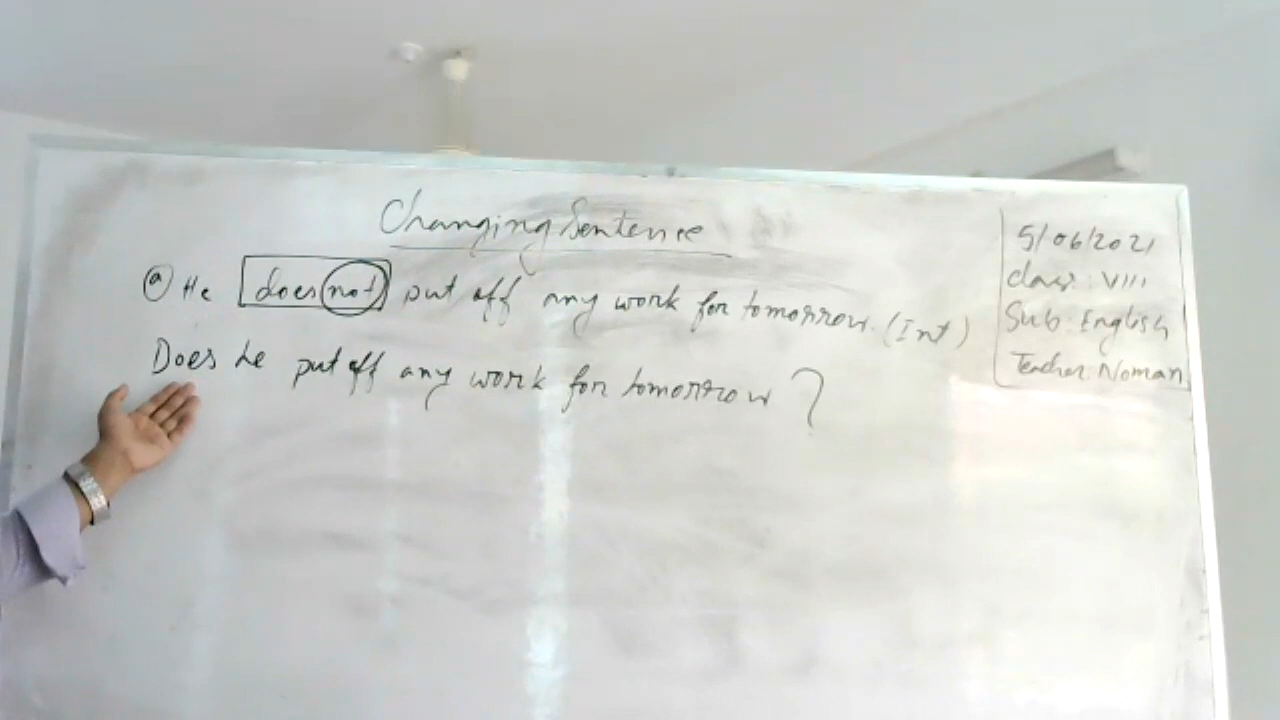 Changing Sentence
(a) He does not put off any work for tomorrow. (Int)
Does he put off any work for tomorrow ?
5/06/2021
Class : VIII
Sub: English
Teacher: Noman